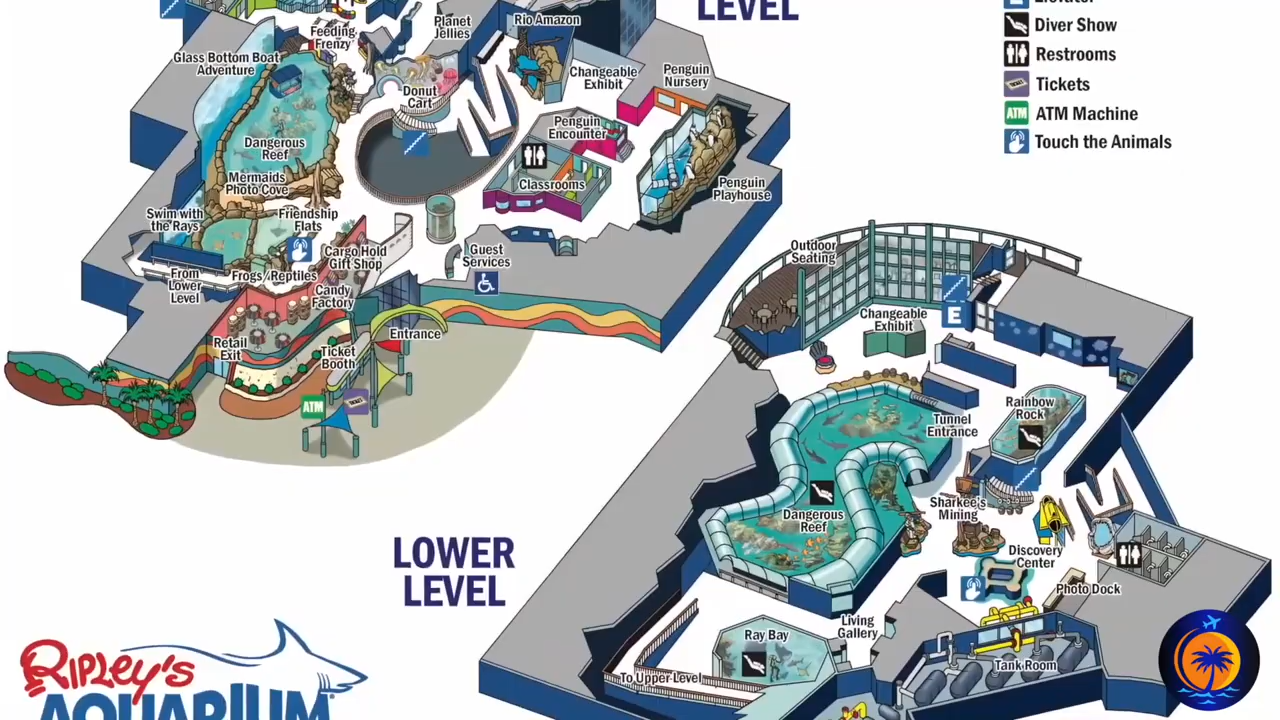 LEVEL
Elevator
Diver Show
Restrooms
Tickets
ATM
ATM Machine
Touch the Animals
Feeding
Frenzy
Planet
Jellies
Rio Amazon
Glass Bottom Boat
Adventure
Changeable
Exhibit
Penguin
Nursery
Donut
Cart
Penguin
Encounter
Dangerous
Reef
Classrooms
Mermaids
Photo Cove
Penguin
Playhouse
Swim with
the Rays
Friendship
Flats
Cargo Hold
Gift Shop
Guest
Services
From
Lower
Level
Frogs/Reptiles
Candy
Factory
Entrance
Retail
Exit
Ticket
Booth
ATM
TICKET
Outdoor
Seating
Changeable
Exhibit
E
Rainbow
Rock
Tunnel
Entrance
Dangerous
Reef
Sharkee's
Mining
Discovery
Center
Photo Dock
LOWER
LEVEL
Living
Gallery
Ray Bay
Tank Room
To Upper Level
RIPLEY'S
AQUARIUM